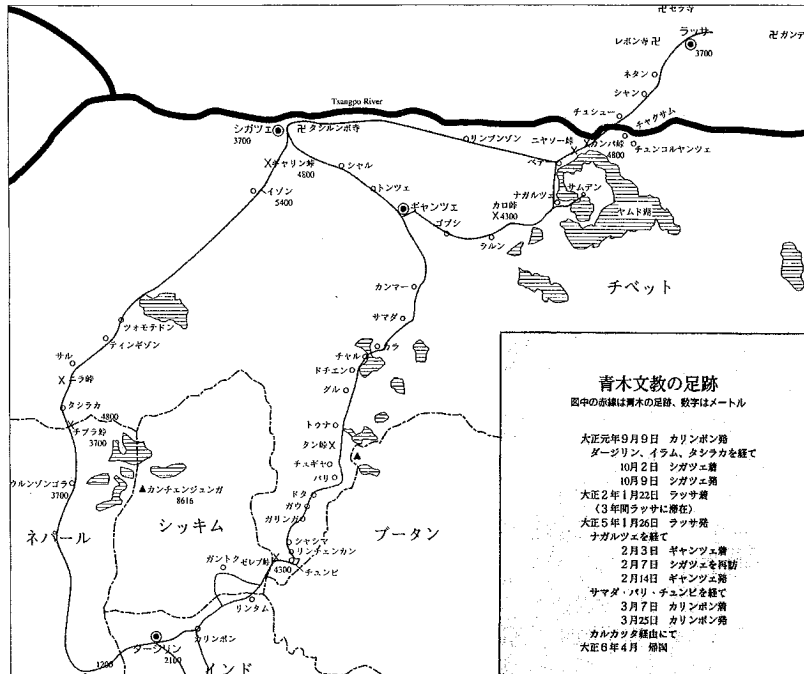 卍セラ寺
ラッサ
3700
レボン寺卍
卍ガンデ
ネタン
シャン
チュシュー
チャクサム
チュンコルヤンツェ
Tsangpo River
シガツェ
3700
卍タシルンポ寺
リンプンゾン
ニヤソー峠
カンパ峠
4800
ペデー
チャリン峠
4800
シャル
ヘイゾン
5400
トンツェ
ギャンツェ
ゴブシ
カロ峠
4300
ラルン
ナガルツェ
サムデン
ヤムド湖
チベット
カンマー
サマダ
カラ
チャル
ドチエン
グル
トゥナ
タン峠
チュギヤ
パリ
ドタ
ガウ
ガリンガ
シャシマ
リンチェンカン
チュンビ
ツォモテドン
ティンギゾン
サル
ニラ峠
タシラカ
4800
チブラ峠
3700
ウルンゾンゴラ
3700
カンチェンジュンガ
8616
ネパール
シッキム
ブータン
ガントク
ゼレブ峠
4300
リンタム
カリンポン
ダージリン
2100
1200
インド
青木文教の足跡
図中の赤線は青木の足跡、数字はメートル
大正元年9月9日 カリンポン発
ダージリン、イラム、タシラカを経て
10月2日 シガツェ着
10月9日 シガツェ発
大正2年1月22日 ラッサ着
(3年間ラッサに滞在)
大正5年1月26日 ラッサ発
ナガルツェを経て
2月3日 ギャンツェ着
2月7日 シガツェを再訪
2月14日 ギャンツェ発
サマダ・パリ・チュンビを経て
3月7日 カリンポン着
3月25日 カリンポン発
カルカッタ経由にて
大正6年4月 帰国